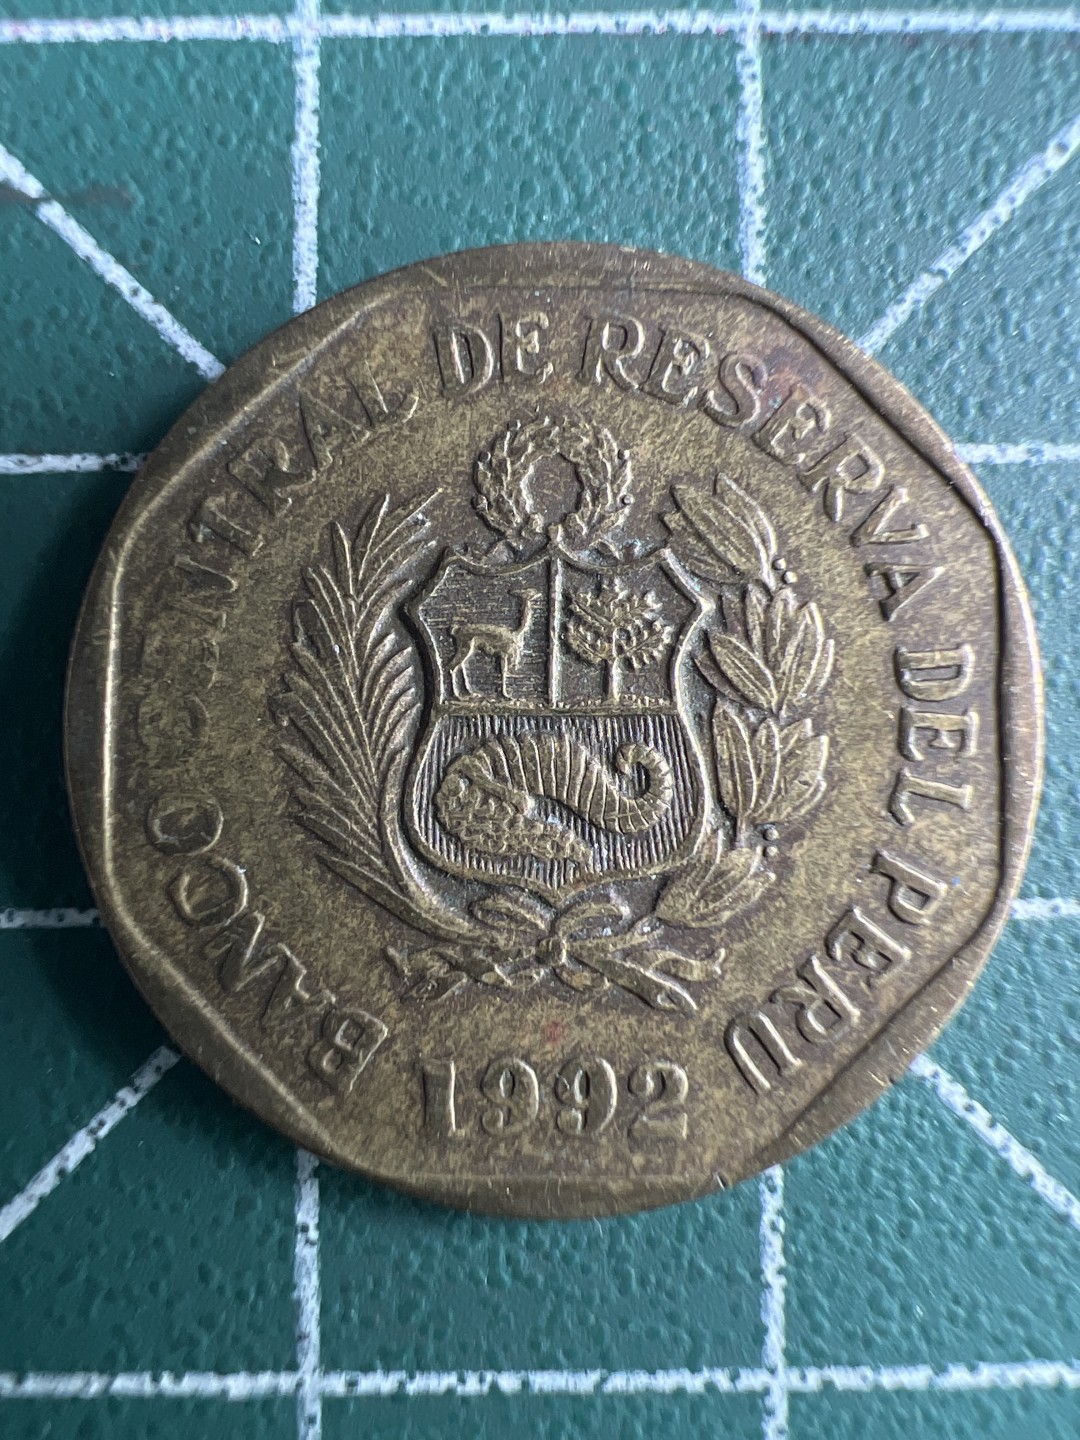 BANCO CENTRAL DE RESERVA DEL PERU
1992